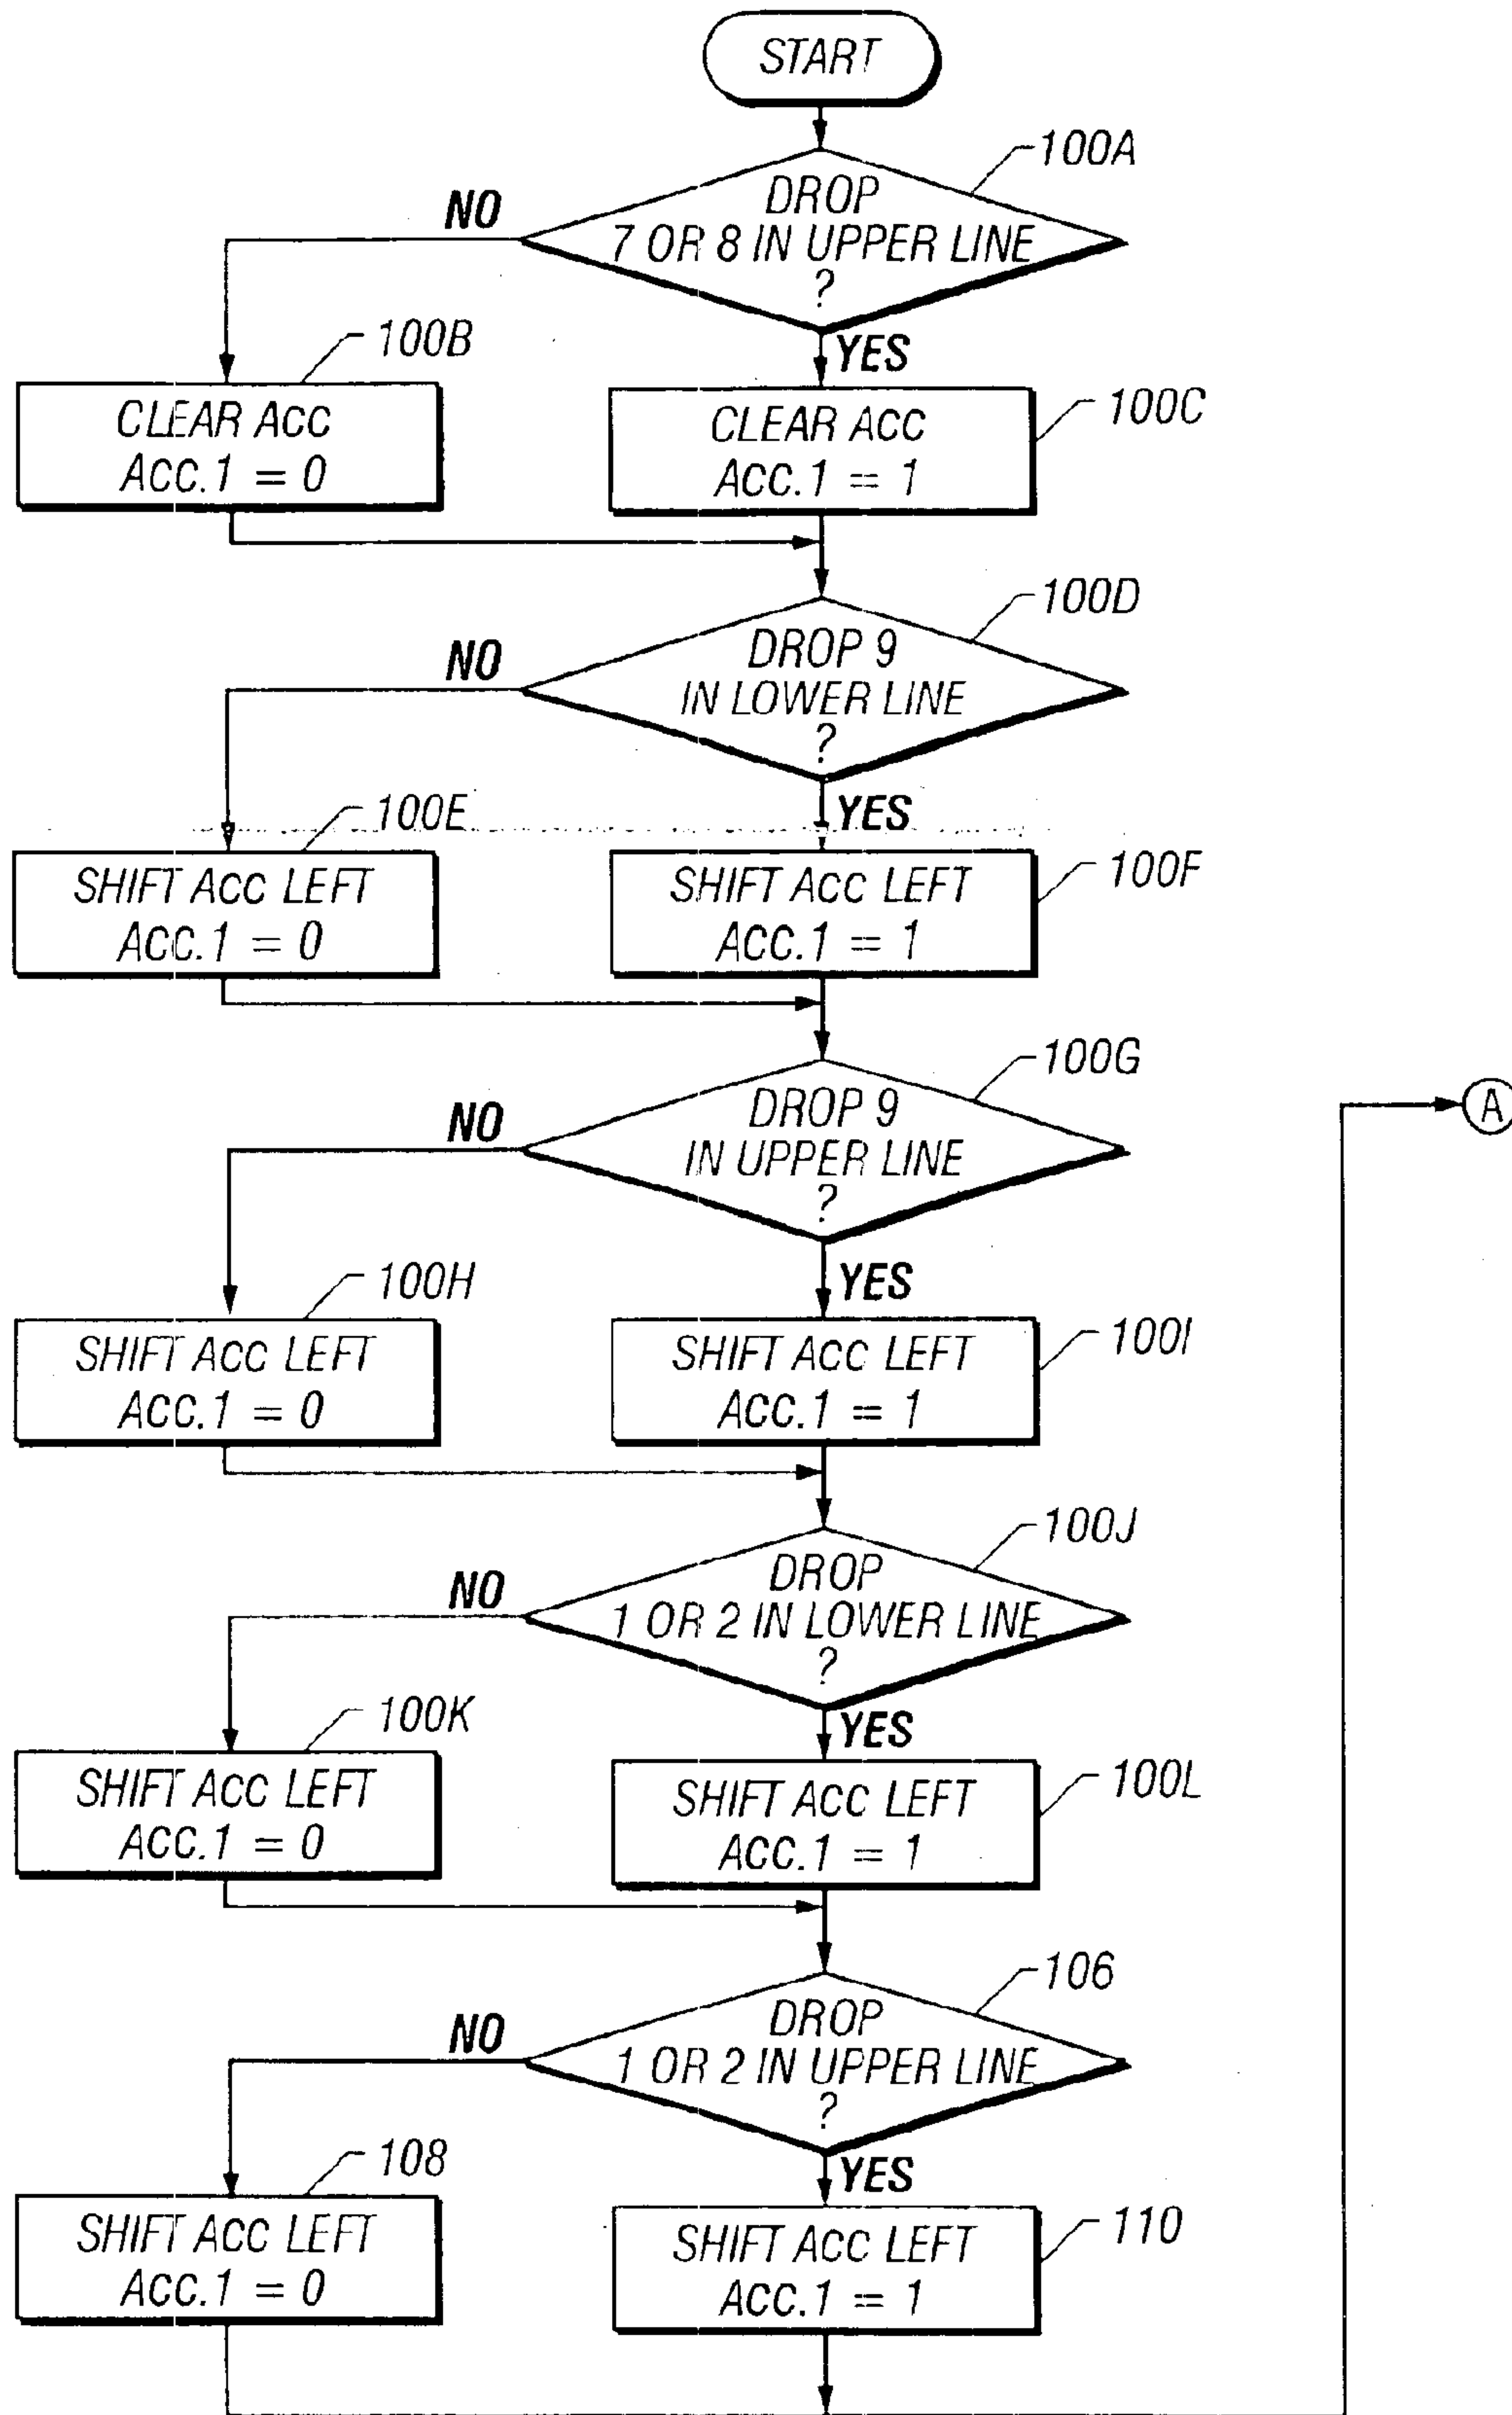 START
100A
DROP
7 OR 8 IN UPPER LINE
?
NO
YES
100B
CLEAR ACC
ACC.1 = 0
100C
CLEAR ACC
ACC.1 = 1
100D
DROP 9
IN LOWER LINE
?
NO
YES
100E
SHIFT ACC LEFT
ACC.1 = 0
100F
SHIFT ACC LEFT
ACC.1 = 1
100G
DROP 9
IN UPPER LINE
?
NO
YES
A
100H
SHIFT ACC LEFT
ACC.1 = 0
100I
SHIFT ACC LEFT
ACC.1 = 1
100J
DROP
1 OR 2 IN LOWER LINE
?
NO
YES
100K
SHIFT ACC LEFT
ACC.1 = 0
100L
SHIFT ACC LEFT
ACC.1 = 1
106
DROP
1 OR 2 IN UPPER LINE
?
NO
YES
108
SHIFT ACC LEFT
ACC.1 = 0
110
SHIFT ACC LEFT
ACC.1 = 1